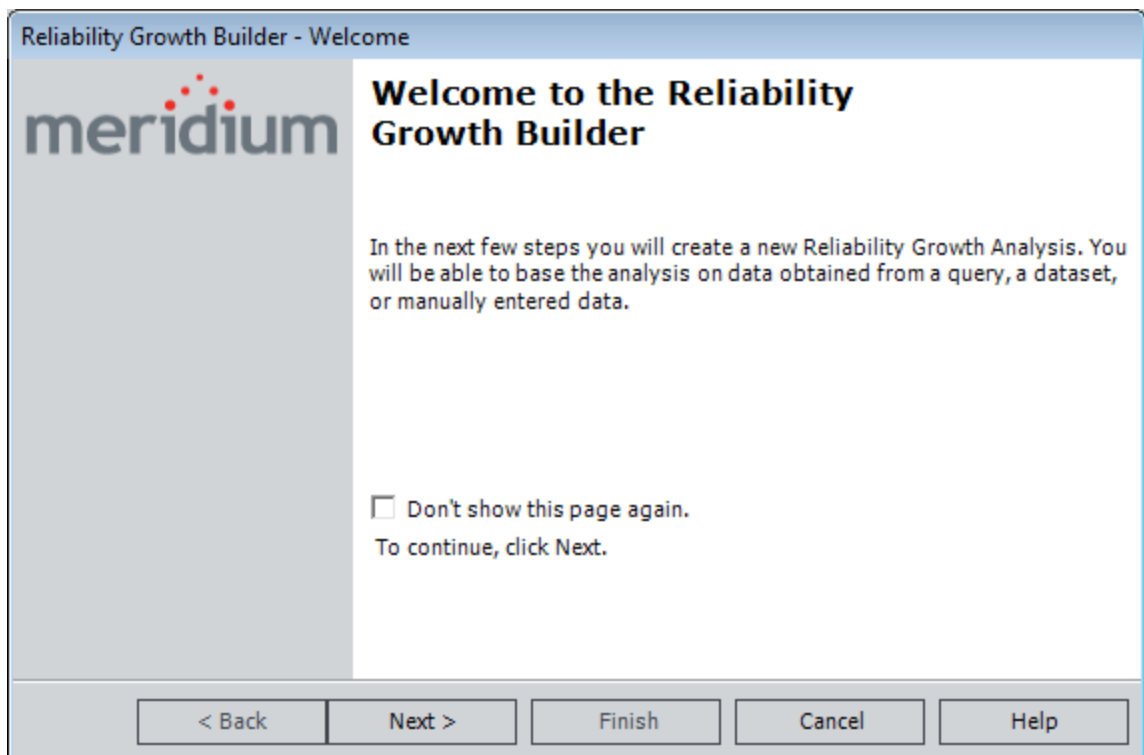 Reliability Growth Builder - Welcome
meridium
Welcome to the Reliability
Growth Builder
In the next few steps you will create a new Reliability Growth Analysis. You
will be able to base the analysis on data obtained from a query, a dataset,
or manually entered data.
Don't show this page again.
To continue, click Next.
< Back
Next >
Finish
Cancel
Help